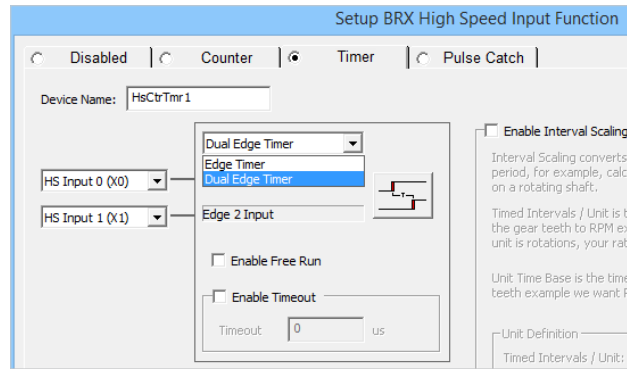 Setup BRX High Speed Input Function
Disabled
Counter
Timer
Pulse Catch
Device Name: HsCtrTmr1
Dual Edge Timer
Edge Timer
Dual Edge Timer
HS Input 0 (X0)
HS Input 1 (X1)
Edge 2 Input
Enable Free Run
Enable Timeout
Timeout 0 us
Enable Interval Scaling
Interval Scaling converts
period, for example, calc
on a rotating shaft.
Timed Intervals / Unit is
the gear teeth to RPM
unit is rotations, your
Unit Time Base is the time
teeth example we want
Unit Definition
Timed Intervals / Unit: